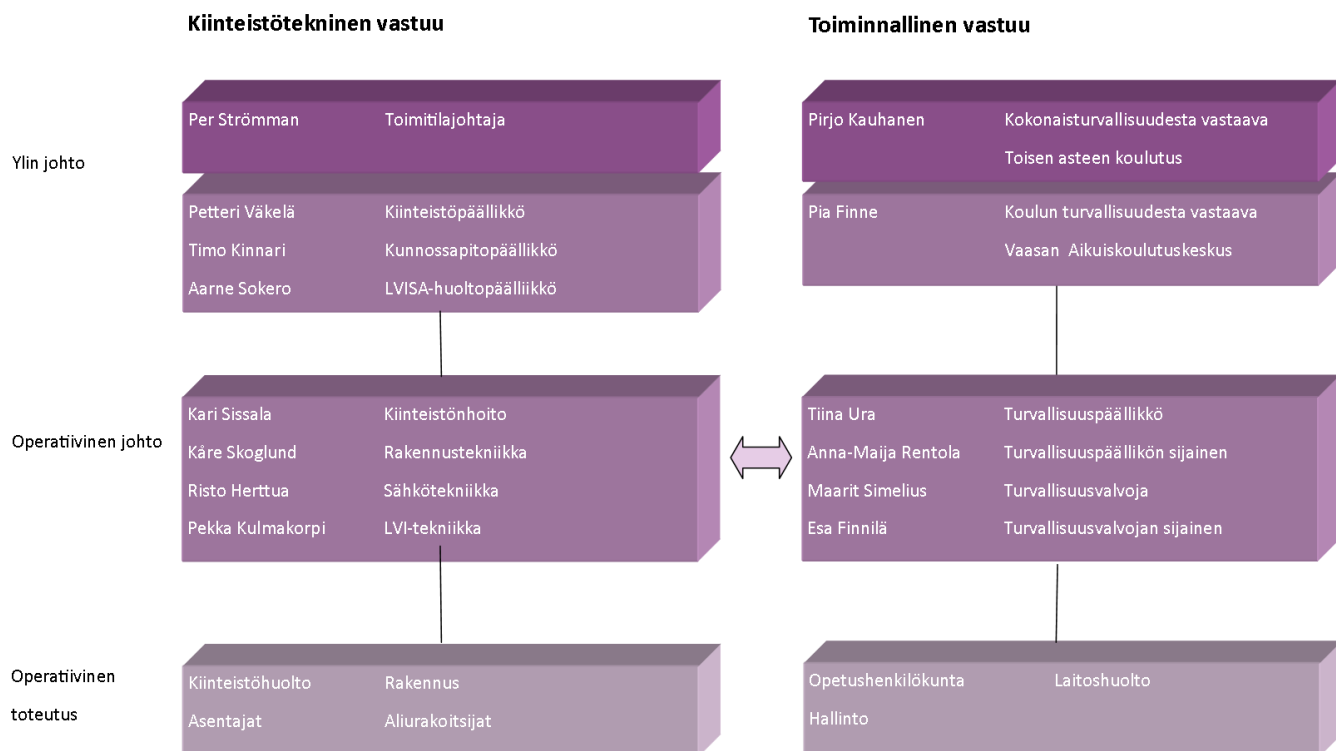 Kiinteistötekninen vastuu
Toiminnallinen vastuu
Ylin johto
Per Strömman Toimitilajohtaja
Petteri Väkelä Kiinteistöpäällikkö
Timo Kinnari Kunnossapitopäällikkö
Aarne Sokero LVISA-huoltopäälliikkö
Pirjo Kauhanen Kokonaisturvallisuudesta vastaava
Toisen asteen koulutus
Pia Finne Koulun turvallisuudesta vastaava
Vaasan Aikuiskoulutuskeskus
Operatiivinen johto
Kari Sissala Kiinteistönhoito
Kåre Skoglund Rakennustekniikka
Risto Herttua Sähkötekniikka
Pekka Kulmakorpi LVI-tekniikka
Tiina Ura Turvallisuuspäällikkö
Anna-Maija Rentola Turvallisuuspäällikön sijainen
Maarit Simelius Turvallisuusvalvoja
Esa Finnilä Turvallisuusvalvojan sijainen
Operatiivinen
toteutus
Kiinteistöhuolto Rakennus
Asentajat Aliurakoitsijat
Opetushenkilökunta Laitoshuolto
Hallinto